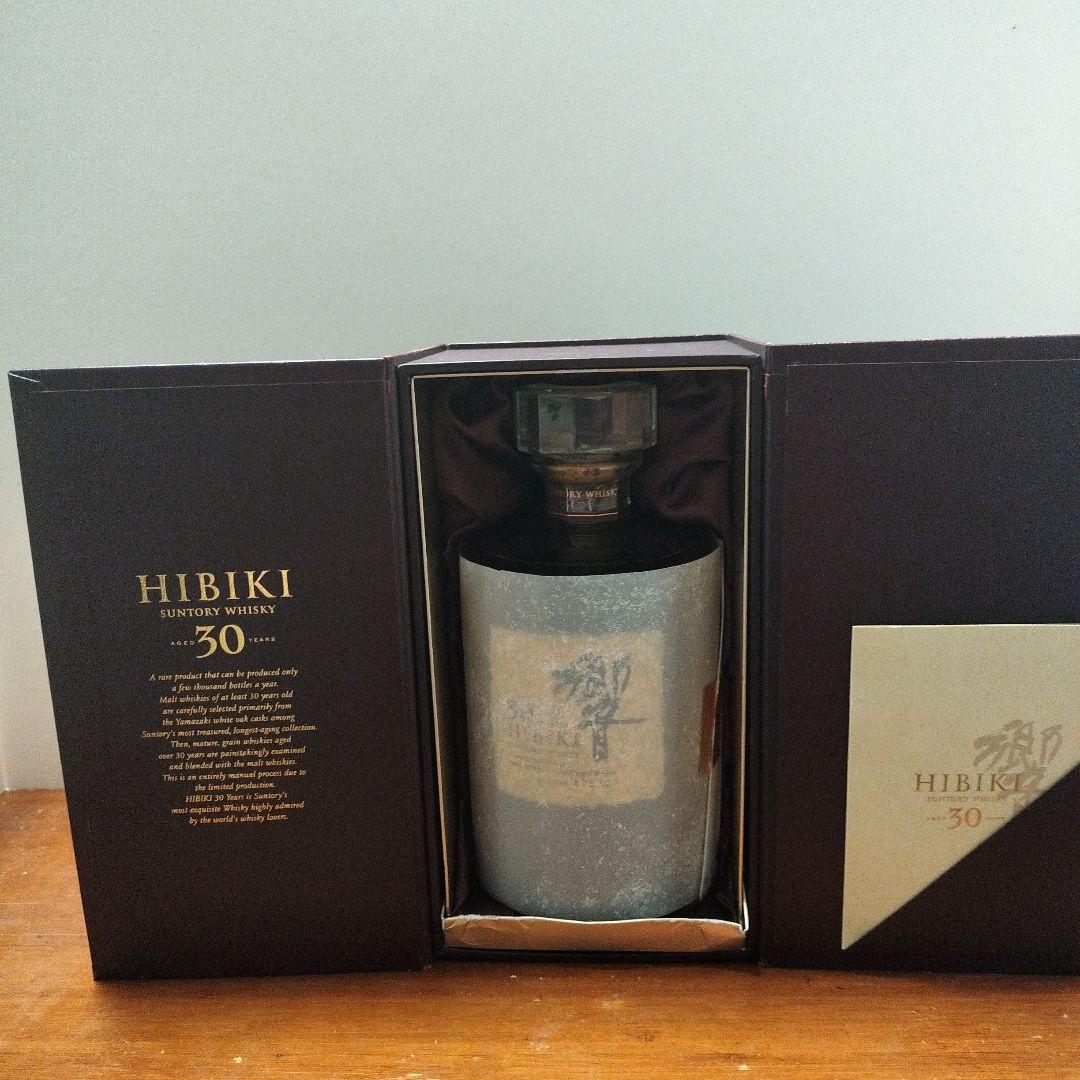 HIBIKI
SUNTORY WHISKY
AGED 30 YEARS
A rare product that can be produced only
a few thousand bottles a year.
Malt whiskies of at least 30 years old
are carefully selected primarily from
the Yamazaki white oak casks among
Suntory's most treasured, longest-aging collection.
Then, mature, grain whiskies aged
over 30 years are painstakingly examined
and blended with the malt whiskies.
This is an entirely manual process due to
the limited production.
HIBIKI 30 Years is Suntory's
most exquisite Whisky highly admired
by the world's whisky lovers.
TORY WHISK
響
HIBIKI
響
HIBIKI
SUNTORY WHISKY
AGED 30 YEARS